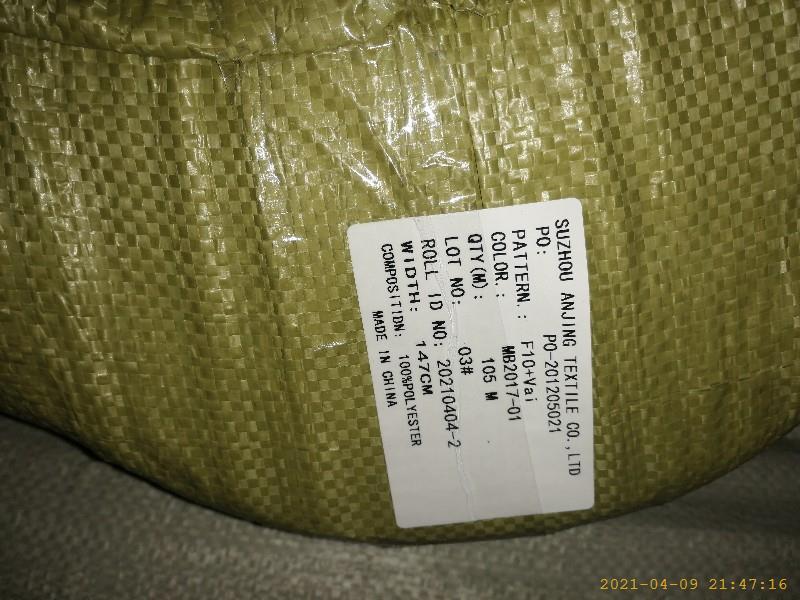 SUZHOU ANJING TEXTILE CO.,LTD
PO: PO-201205021
PATTERN.: F10+Vai
COLOR.: MB2017-01
QTY(M): 105 M
LOT NO: 03#
ROLL ID NO: 20210404-2
WIDTH: 147CM
COMPOSITION: 100%POLYESTER
MADE IN CHINA
2021-04-09 21:47:16